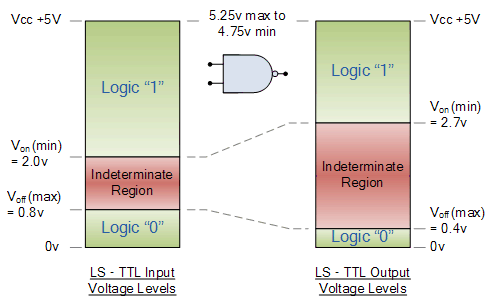 Vcc +5V
Logic “1”
Von (min)
= 2.0v
Indeterminate
Region
Voff (max)
= 0.8v
Logic “0”
0v
LS - TTL Input
Voltage Levels
5.25v max to
4.75v min
Vcc +5V
Logic “1”
Von (min)
= 2.7v
Indeterminate
Region
Voff (max)
= 0.4v
Logic “0”
0v
LS - TTL Output
Voltage Levels